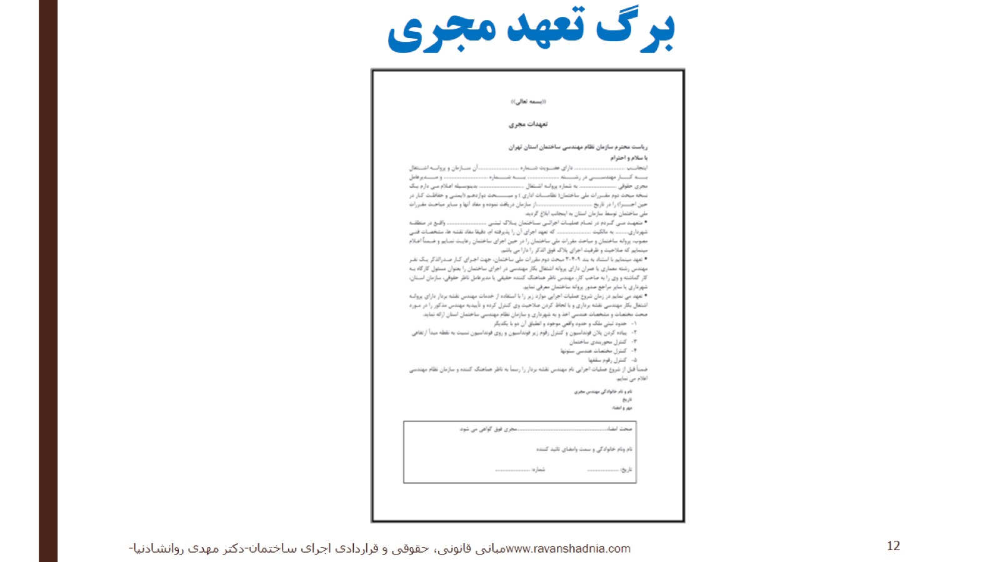 برگ تعهد مجری
((بسمه تعالی))
تعهدات مجری
ریاست محترم سازمان نظام مهندسی ساختمان استان تهران
با سلام و احترام
اینجانب .................... دارای عضویت شماره ....................آن سازمان و پروانه اشتغال
به کار مهندسی در رشته .................... به شماره .................... و مدیرعامل
مجری حقوقی .................... به شماره پروانه اشتغال .................... بدینوسیله اعلام می دارم یک
نسخه مبحث دوم مقررات ملی ساختمان( نظامات اداری ) و مبحث دوازدهم (ایمنی و حفاظت کار در
حین اجرا) را در تاریخ ....................از سازمان دریافت نموده و مفاد آنها و سایر مباحث مقررات
ملی ساختمان توسط سازمان استان به اینجانب ابلاغ گردید.
• متعهد می گردم در تمام عملیات اجرائی ساختمان پلاک ثبتی .................... واقع در منطقه
شهرداری....... به مالکیت .................... که تعهد اجرای آن را پذیرفته ام، دقیقا مفاد نقشه ها، مشخصات فنی
مصوب، پروانه ساختمان و مباحث مقررات ملی ساختمان را در حین اجرای ساختمان رعایت نمایم و ضمناً اعلام
مینمایم که صلاحیت و ظرفیت اجرای پلاک فوق الذکر را دارا می باشم.
• تعهد مینمایم با استناد به بند ۹-۴-۲ مبحث دوم مقررات ملی ساختمان، جهت اجرای کار صدرالذکر یک نفر
مهندس رشته معماری یا عمران دارای پروانه اشتغال بکار مهندسی در اجرای ساختمان را بعنوان مسئول کارگاه به
کار گماشته و وی را به صاحب کار، مهندس ناظر هماهنگ کننده حقیقی یا مدیرعامل ناظر حقوقی، سازمان استان،
شهرداری یا سایر مراجع صدور پروانه ساختمان معرفی نمایم.
• تعهد می نمایم در زمان شروع عملیات اجرایی موارد زیر را با استفاده از خدمات مهندس نقشه بردار دارای پروانه
اشتغال بکار مهندسی نقشه برداری و با لحاظ کردن صلاحیت وی کنترل کرده و تأییدیه مهندس مذکور را در مورد
صحت مختصات و مشخصات هندسی اخذ و به شهرداری و سازمان نظام مهندسی ساختمان استان ارائه نماید.
۱- حدود ثبتی ملک و حدود واقعی موجود و انطباق آن دو با یکدیگر
۲- پیاده کردن پلان فونداسیون و کنترل رقوم زیر فونداسیون و روی فونداسیون نسبت به نقطه مبدأ ارتفاعی
۳- کنترل محوربندی ساختمان
۴- کنترل مختصات هندسی ستونها
۵- کنترل رقوم سقفها
ضمناً قبل از شروع عملیات اجرایی نام مهندس نقشه بردار را رسماً به ناظر هماهنگ کننده و سازمان نظام مهندسی
اعلام می نمایم.
نام و نام خانوادگی مهندس مجری
تاریخ
مهر و امضاء
صحت امضاء........................................مجری فوق گواهی می شود.
نام ونام خانوادگی و سمت وامضای تائید کننده
تاریخ: .................... شماره: ....................
مبانی قانونی، حقوقی و قراردادی اجرای ساختمان-دکتر مهدی روانشادنیا-www.ravanshadnia.com
12